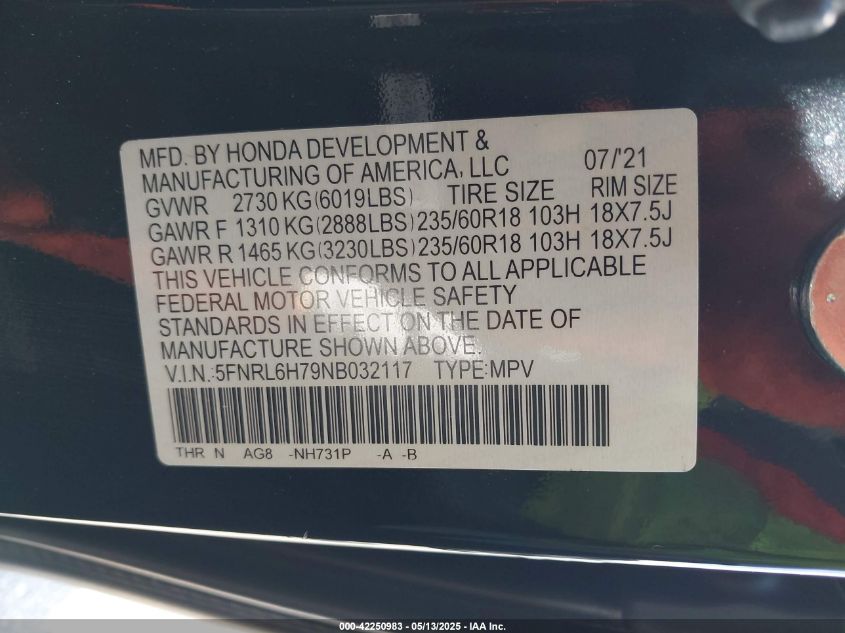 MFD. BY HONDA DEVELOPMENT &
MANUFACTURING OF AMERICA, LLC 07/'21
GVWR 2730 KG (6019LBS) TIRE SIZE RIM SIZE
GAWR F 1310 KG (2888LBS) 235/60R18 103H 18X7.5J
GAWR R 1465 KG (3230LBS) 235/60R18 103H 18X7.5J
THIS VEHICLE CONFORMS TO ALL APPLICABLE
FEDERAL MOTOR VEHICLE SAFETY
STANDARDS IN EFFECT ON THE DATE OF
MANUFACTURE SHOWN ABOVE.
V.I.N.:5FNRL6H79NB032117 TYPE:MPV
THR N AG8 -NH731P -A -B
000-42250983 - 05/13/2025 - IAA Inc.